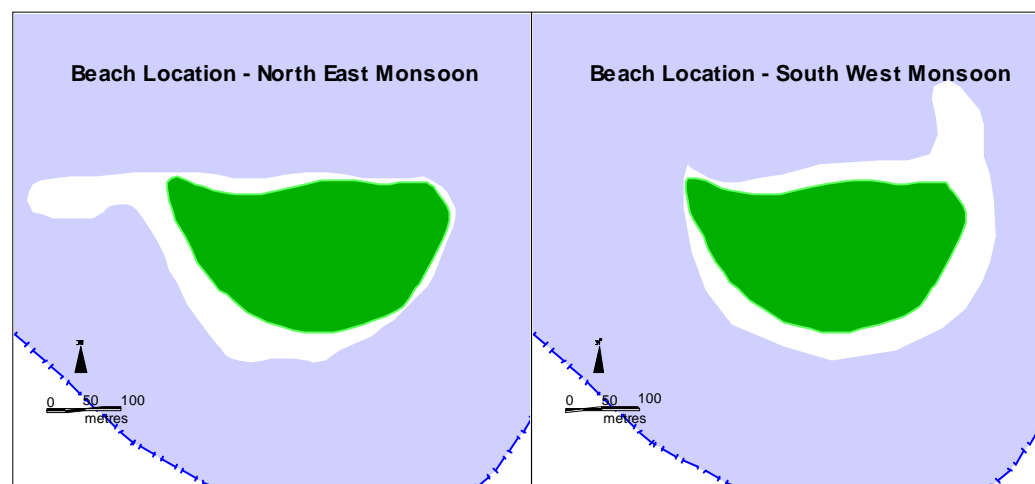 Beach Location - North East Monsoon
0 50 100
metres
Beach Location - South West Monsoon
0 50 100
metres